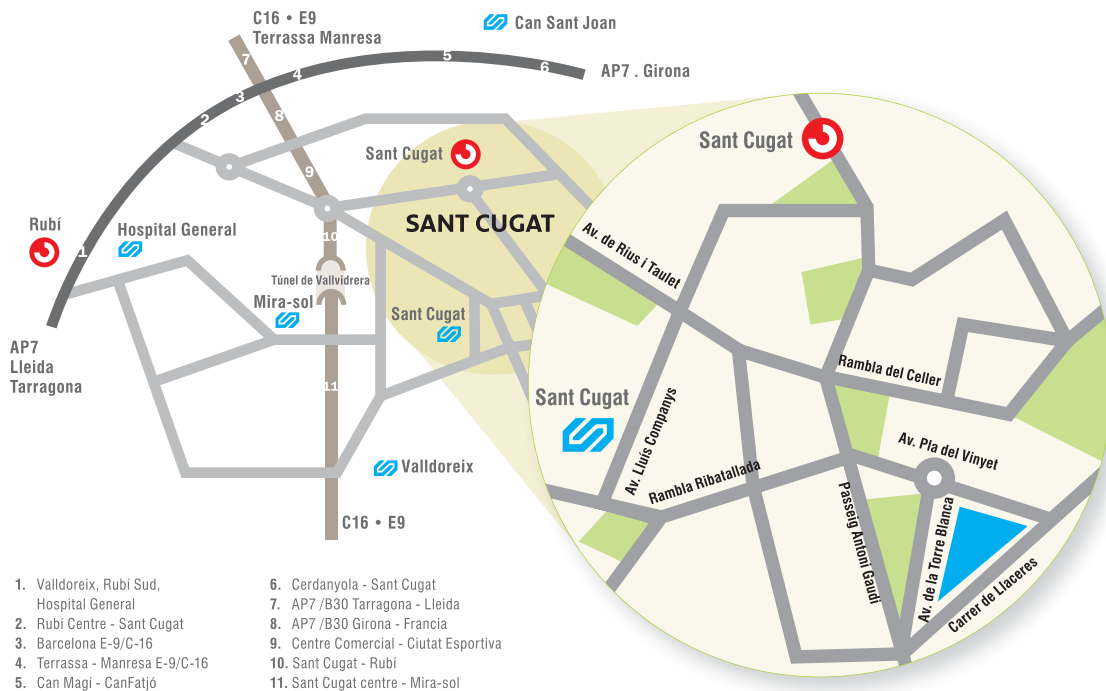 C16 • E9
Terrassa Manresa
Can Sant Joan
AP7 . Girona
7
4
5
6
3
2
8
9
Sant Cugat
Sant Cugat
SANT CUGAT
Rubí
Hospital General
1
10
Túnel de Vallvidrera
Mira-sol
Sant Cugat
AP7
Lleida
Tarragona
11
Valldoreix
C16 • E9
Av. de Rius i Taulet
Rambla del Celler
Sant Cugat
Av. Lluís Companys
Av. Pla del Vinyet
Rambla Ribatallada
Passeig Antoni Gaudí
Av. de la Torre Blanca
Carrer de Llaceres
1. Valldoreix, Rubí Sud,
Hospital General
2. Rubí Centre - Sant Cugat
3. Barcelona E-9/C-16
4. Terrassa - Manresa E-9/C-16
5. Can Magí - CanFatjó
6. Cerdanyola - Sant Cugat
7. AP7 /B30 Tarragona - Lleida
8. AP7 /B30 Girona - Francia
9. Centre Comercial - Ciutat Esportiva
10. Sant Cugat - Rubí
11. Sant Cugat centre - Mira-sol